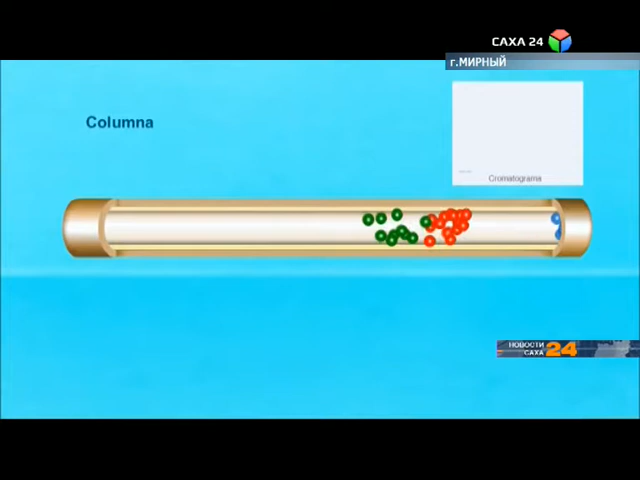 САХА 24
г.МИРНЫЙ
Columna
Cromatograma
НОВОСТИ
САХА 24